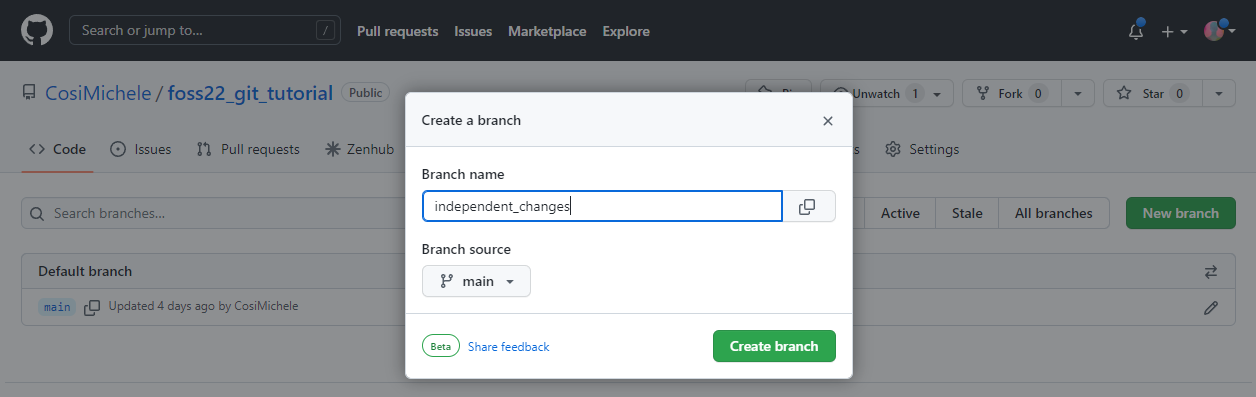 Search or jump to... / Pull requests Issues Marketplace Explore
CosiMichele / foss22_git_tutorial Public Unwatch 1 Fork 0 Star 0
Code Issues Pull requests Zenhub Settings
Create a branch
Branch name
independent_changes
Search branches... Active Stale All branches New branch
Branch source
main
Default branch
main Updated 4 days ago by CosiMichele
Beta Share feedback Create branch